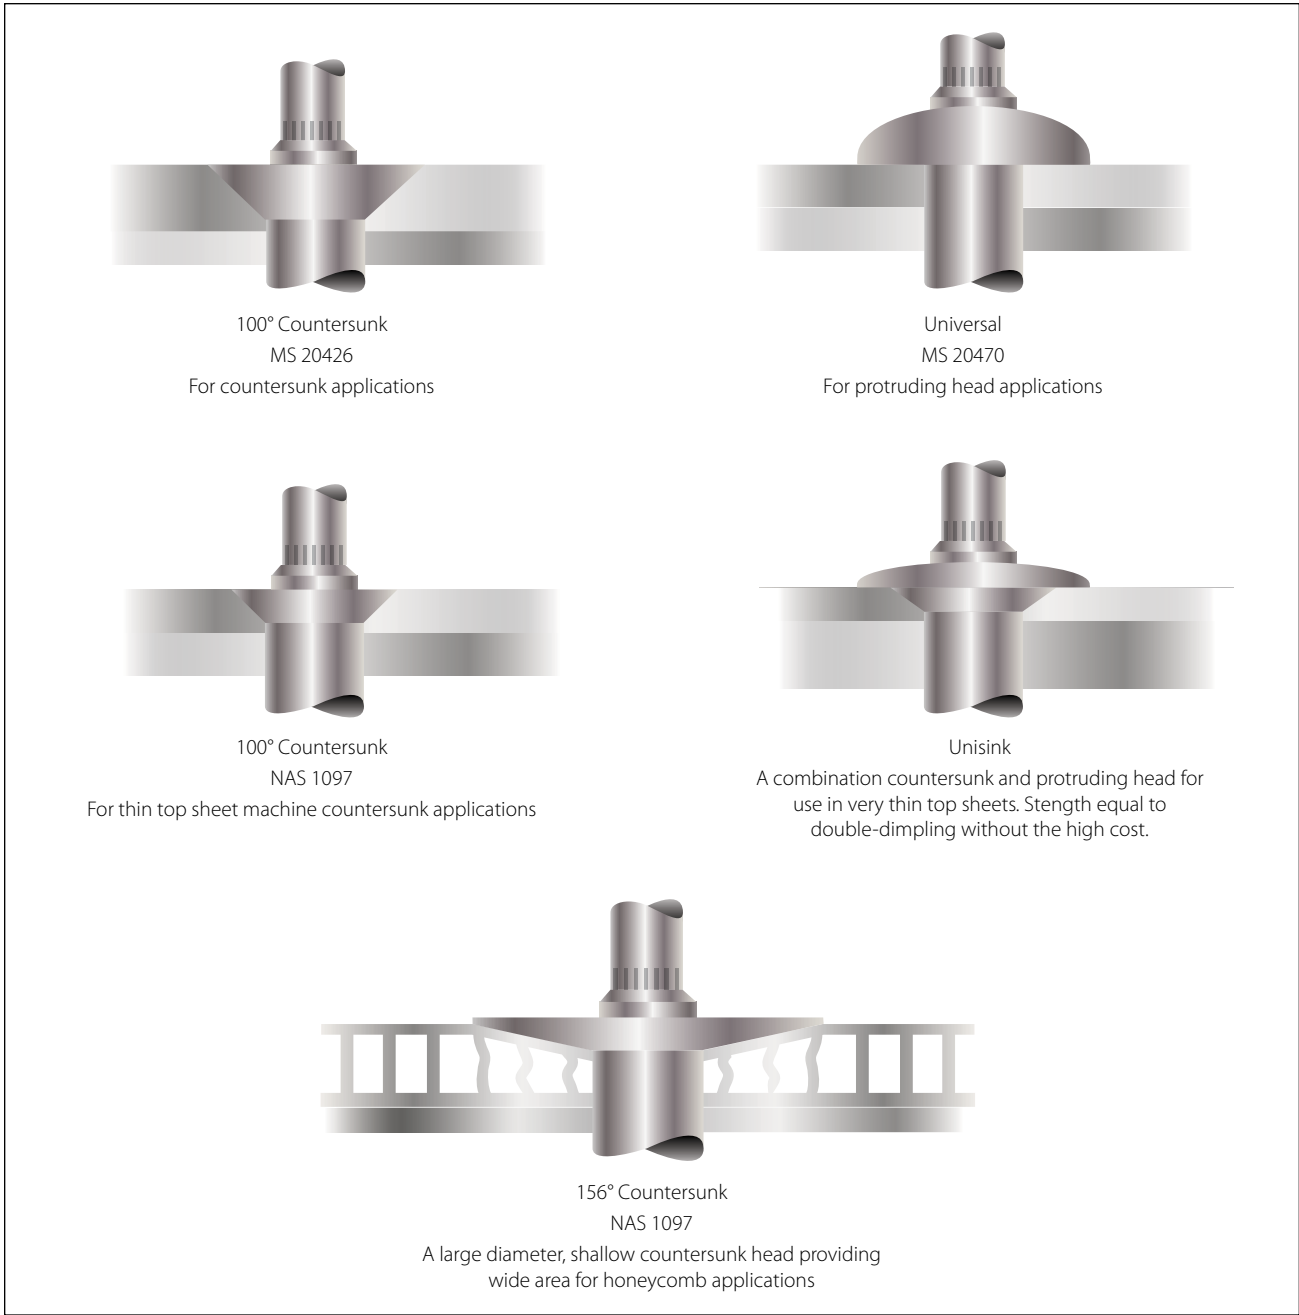 100° Countersunk
MS 20426
For countersunk applications
Universal
MS 20470
For protruding head applications
100° Countersunk
NAS 1097
For thin top sheet machine countersunk applications
Unisink
A combination countersunk and protruding head for
use in very thin top sheets. Stength equal to
double-dimpling without the high cost.
156° Countersunk
NAS 1097
A large diameter, shallow countersunk head providing
wide area for honeycomb applications